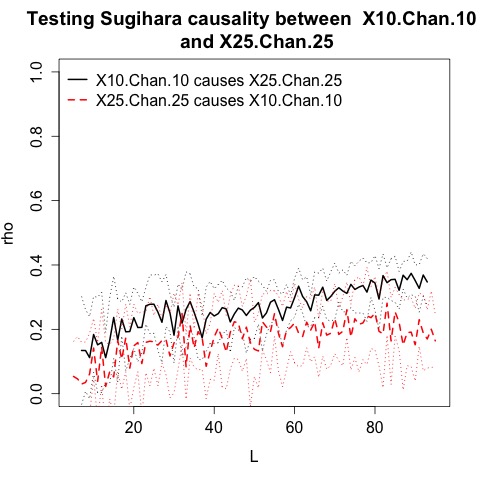 Testing Sugihara causality between X10.Chan.10
and X25.Chan.25
X10.Chan.10 causes X25.Chan.25
X25.Chan.25 causes X10.Chan.10
rho
1.0
0.8
0.6
0.4
0.2
0.0
20 40 60 80
L